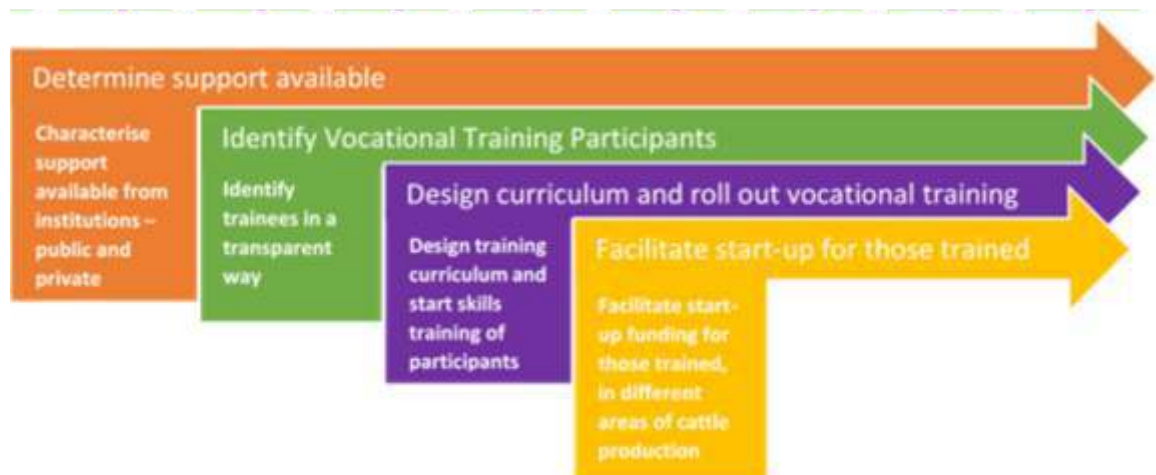 Determine support available
Characterise
support
available from
institutions –
public and
private
Identify Vocational Training Participants
Identify
trainees in a
transparent
way
Design curriculum and roll out vocational training
Design training
curriculum and
start skills
training of
participants
Facilitate start-up for those trained
Facilitate start-
up funding for
those trained,
in different
areas of cattle
production